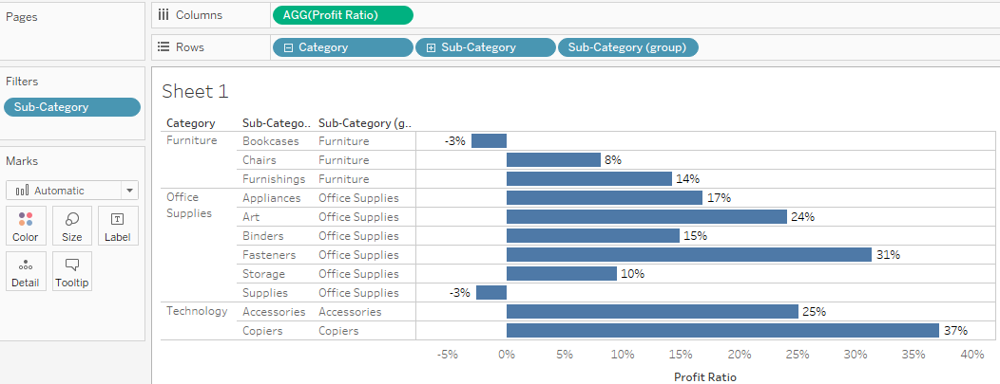 Pages
Columns
AGG(Profit Ratio)
Rows
Category
Sub-Category
Sub-Category (group)
Filters
Sub-Category
Marks
Automatic
Color
Size
Label
Detail
Tooltip
Sheet 1
Category Sub-Catego.. Sub-Category (g..
Furniture Bookcases Furniture -3%
Chairs Furniture 8%
Furnishings Furniture 14%
Office Supplies Appliances Office Supplies 17%
Art Office Supplies 24%
Binders Office Supplies 15%
Fasteners Office Supplies 31%
Storage Office Supplies 10%
Supplies Office Supplies -3%
Technology Accessories Accessories 25%
Copiers Copiers 37%
-5% 0% 5% 10% 15% 20% 25% 30% 35% 40%
Profit Ratio